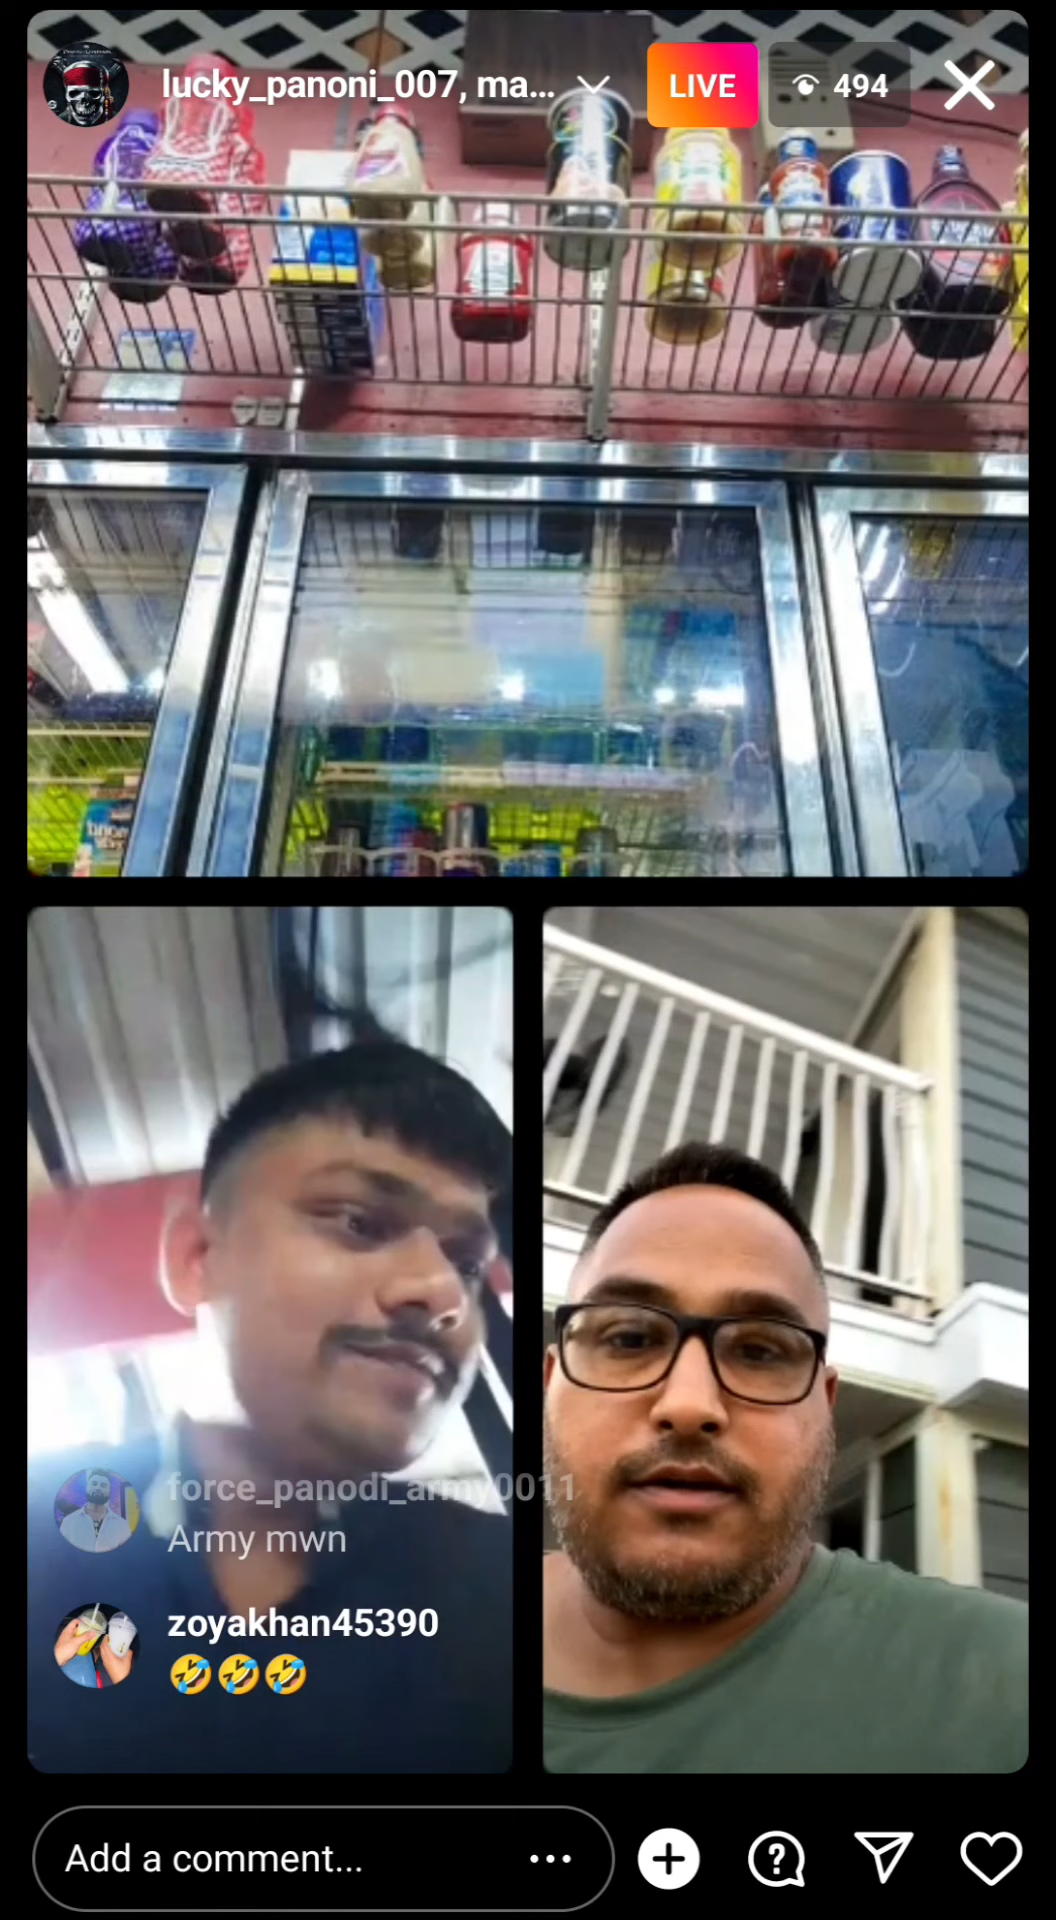 lucky_panoni_007, ma...
LIVE
494
force_panodi_army0011
Army mwn
zoyakhan45390
🤣🤣🤣
Add a comment...